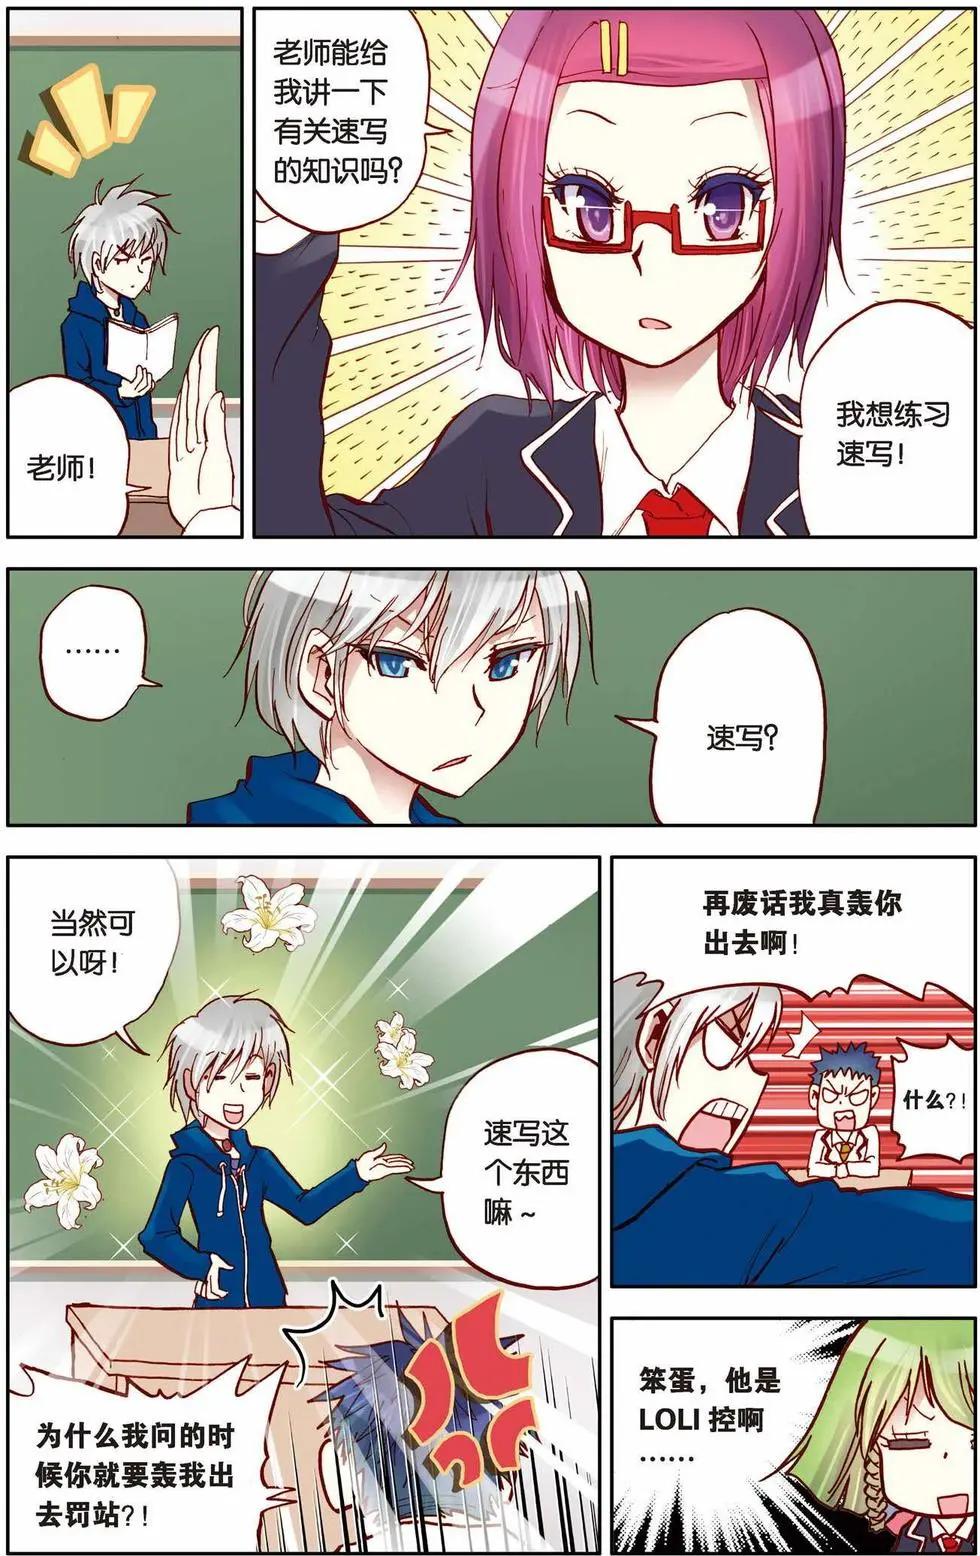 老师！
老师能给
我讲一下
有关速写
的知识吗？
我想练习
速写！
……
速写？
当然可
以呀！
速写这
个东西
嘛～
为什么我问的时
候你就要轰我出
去罚站？！
再废话我真轰你
出去啊！
什么？！
笨蛋，他是
LOLI 控啊
……